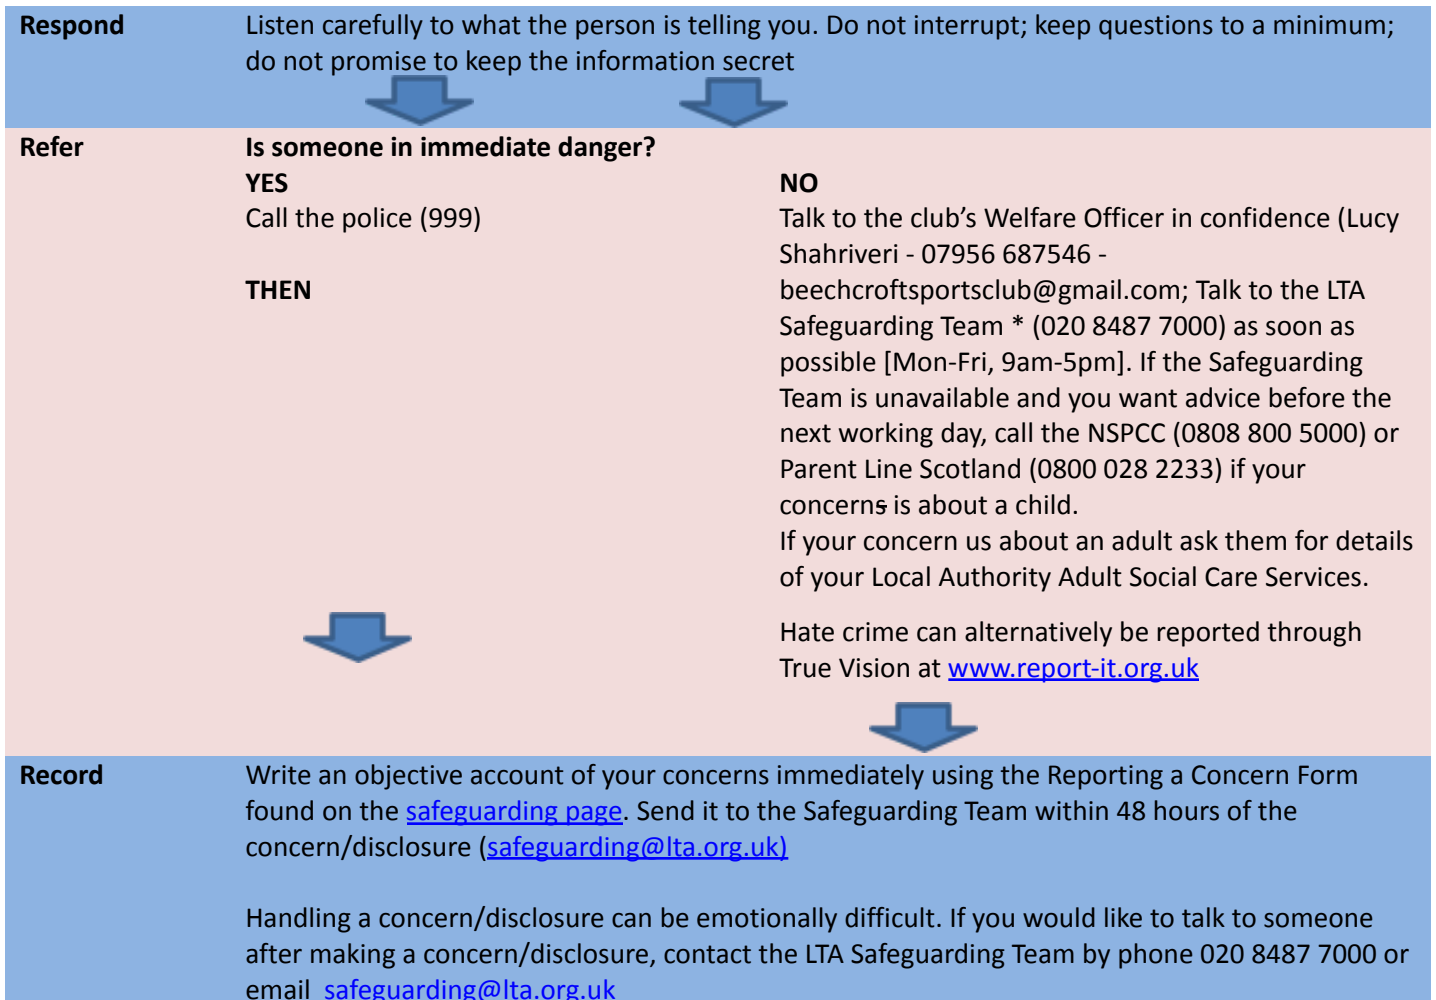 Respond
Listen carefully to what the person is telling you. Do not interrupt; keep questions to a minimum;
do not promise to keep the information secret
Refer
Is someone in immediate danger?
YES
Call the police (999)
THEN
NO
Talk to the club’s Welfare Officer in confidence (Lucy
Shahriveri - 07956 687546 -
beechcroftsportsclub@gmail.com; Talk to the LTA
Safeguarding Team * (020 8487 7000) as soon as
possible [Mon-Fri, 9am-5pm]. If the Safeguarding
Team is unavailable and you want advice before the
next working day, call the NSPCC (0808 800 5000) or
Parent Line Scotland (0800 028 2233) if your
concerns is about a child.
If your concern us about an adult ask them for details
of your Local Authority Adult Social Care Services.
Hate crime can alternatively be reported through
True Vision at www.report-it.org.uk
Record
Write an objective account of your concerns immediately using the Reporting a Concern Form
found on the safeguarding page. Send it to the Safeguarding Team within 48 hours of the
concern/disclosure (safeguarding@lta.org.uk)
Handling a concern/disclosure can be emotionally difficult. If you would like to talk to someone
after making a concern/disclosure, contact the LTA Safeguarding Team by phone 020 8487 7000 or
email safeguarding@lta.org.uk